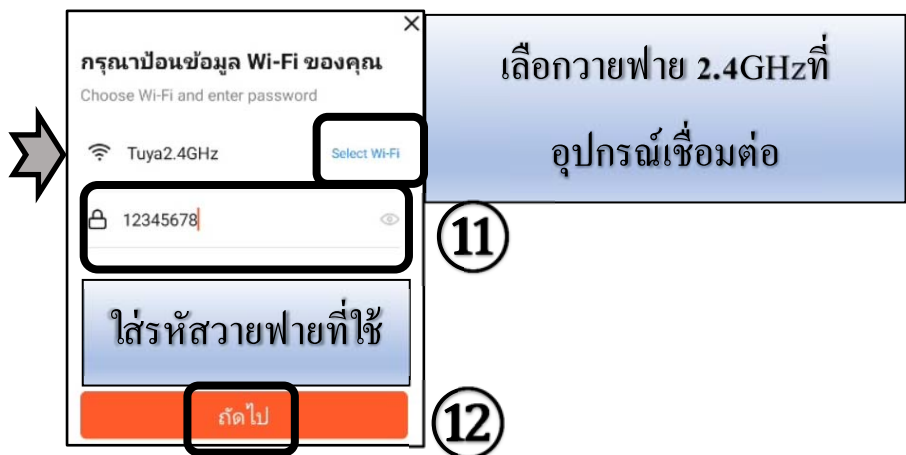 กรุณาป้อนข้อมูล Wi-Fi ของคุณ
Choose Wi-Fi and enter password
Tuya2.4GHz
Select Wi-Fi
เลือกวายฟาย 2.4GHzที่
อุปกรณ์เชื่อมต่อ
12345678
11
ใส่รหัสวายฟายที่ใช้
ถัดไป
12